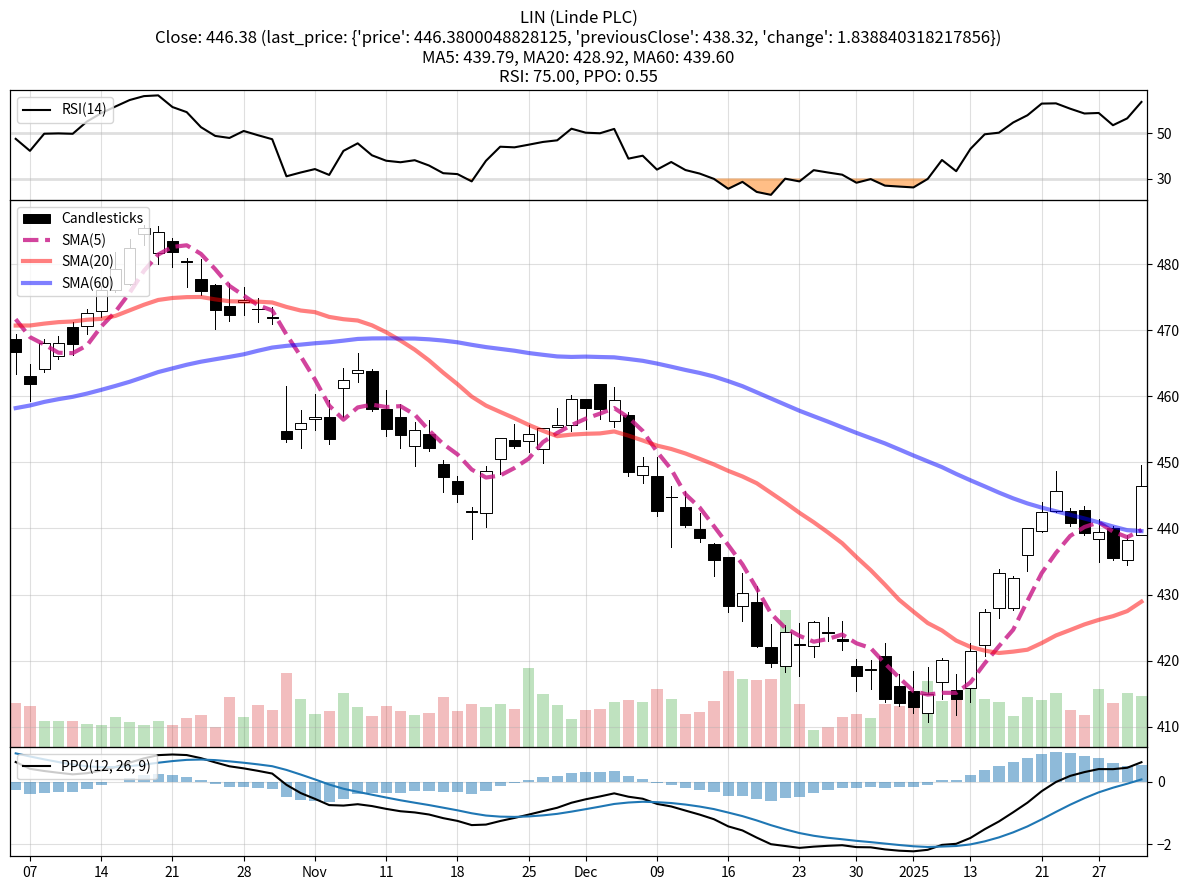 LIN (Linde PLC)
Close: 446.38 (last_price: {'price': 446.3800048828125, 'previousClose': 438.32, 'change': 1.838840318217856})
MA5: 439.79, MA20: 428.92, MA60: 439.60
RSI: 75.00, PPO: 0.55
RSI(14)
50
30
Candlesticks
SMA(5)
SMA(20)
SMA(60)
480
470
460
450
440
430
420
410
PPO(12, 26, 9)
0
−2
07 14 21 28 Nov 11 18 25 Dec 09 16 23 30 2025 13 21 27